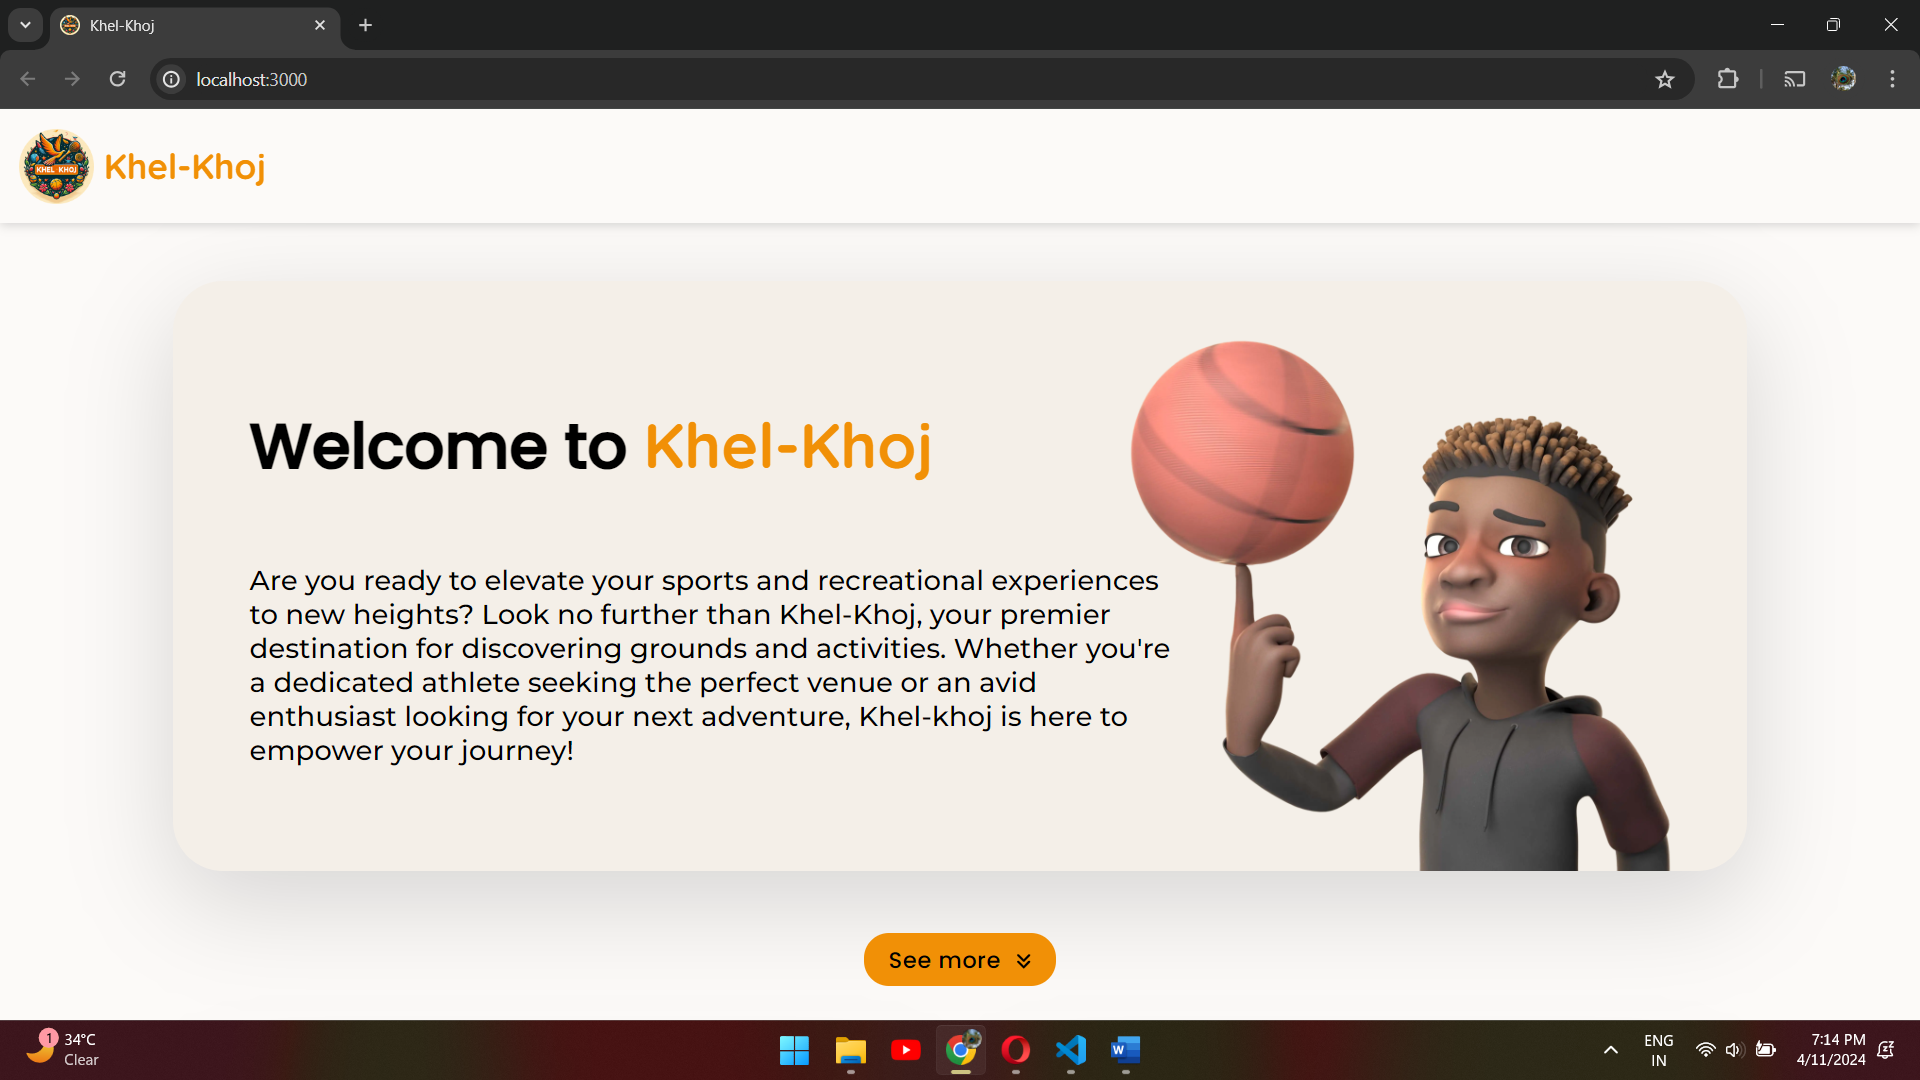 Khel-Khoj
localhost:3000
KHEL KHOJ
Khel-Khoj
Welcome to Khel-Khoj
Are you ready to elevate your sports and recreational experiences
to new heights? Look no further than Khel-Khoj, your premier
destination for discovering grounds and activities. Whether you're
a dedicated athlete seeking the perfect venue or an avid
enthusiast looking for your next adventure, Khel-khoj is here to
empower your journey!
See more
1
34°C
Clear
W
ENG
IN
7:14 PM
4/11/2024